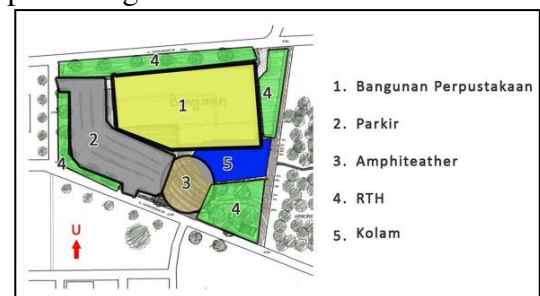 4
4
1
2
4
3
5
4
U
1. Bangunan Perpustakaan
2. Parkir
3. Amphiteather
4. RTH
5. Kolam